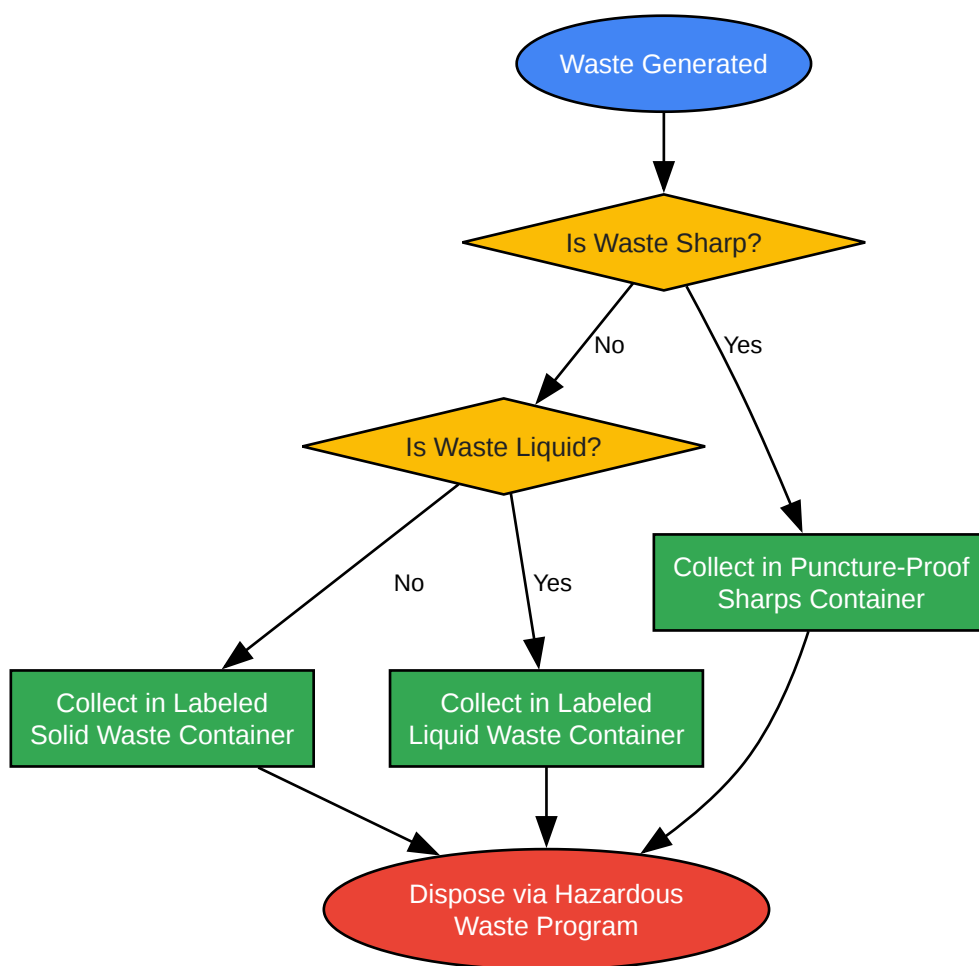 Waste Generated
Is Waste Sharp?
No
Yes
Is Waste Liquid?
Collect in Puncture-Proof
Sharps Container
No
Yes
Collect in Labeled
Solid Waste Container
Collect in Labeled
Liquid Waste Container
Dispose via Hazardous
Waste Program